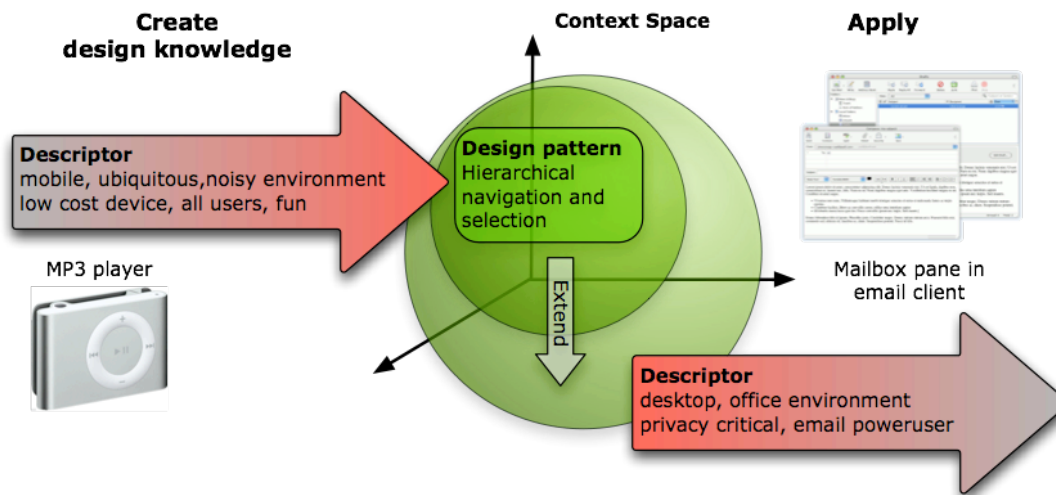 Create
design knowledge
Context Space
Apply
Descriptor
mobile, ubiquitous,noisy environment
low cost device, all users, fun
Design pattern
Hierarchical
navigation and
selection
MP3 player
Extend
Mailbox pane in
email client
Descriptor
desktop, office environment
privacy critical, email poweruser